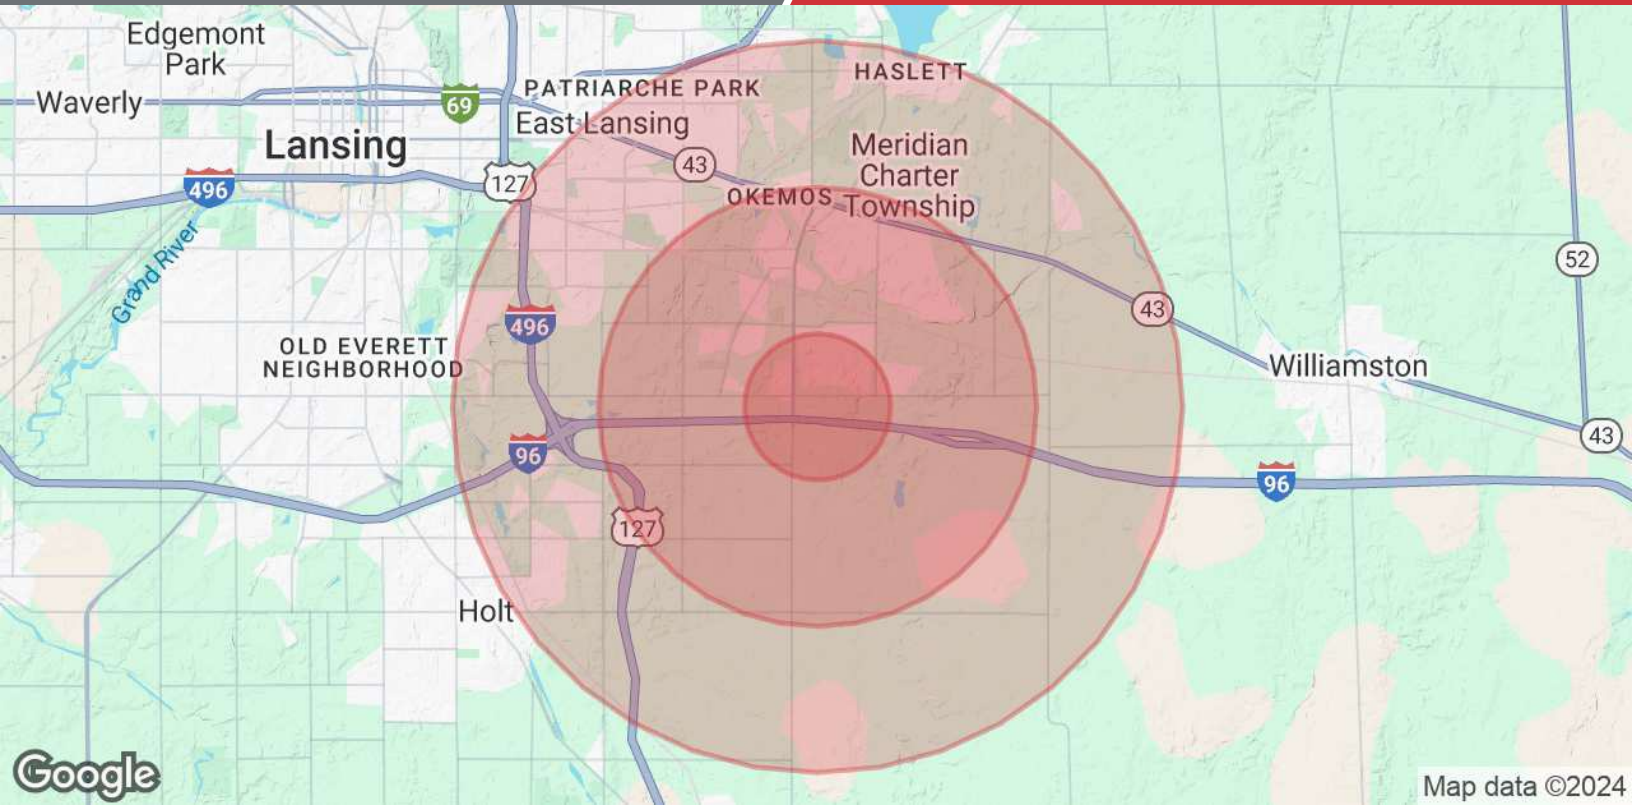 Edgemont
Park
HASLETT
PATRIARCHE PARK
Waverly
69
East Lansing
Lansing
Meridian
Charter
Township
43
127
496
OKEMOS
Grand River
52
496
43
OLD EVERETT
NEIGHBORHOOD
Williamston
43
96
96
127
Holt
Google
Map data ©2024